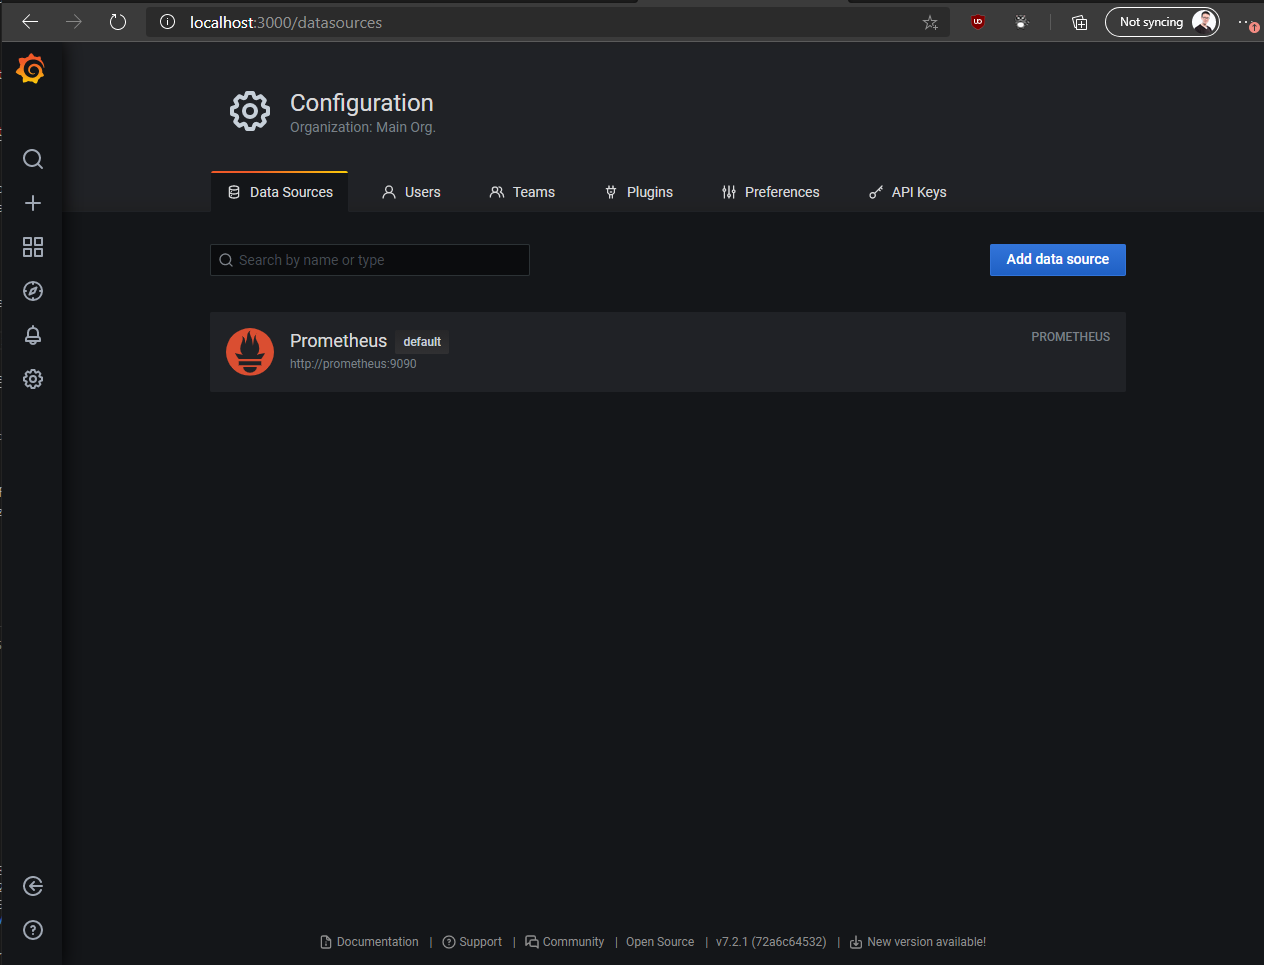 localhost:3000/datasources
Not syncing
Configuration
Organization: Main Org.
Data Sources
Users
Teams
Plugins
Preferences
API Keys
Search by name or type
Add data source
Prometheus default
PROMETHEUS
http://prometheus:9090
Documentation | Support | Community | Open Source | v7.2.1 (72a6c64532) | New version available!